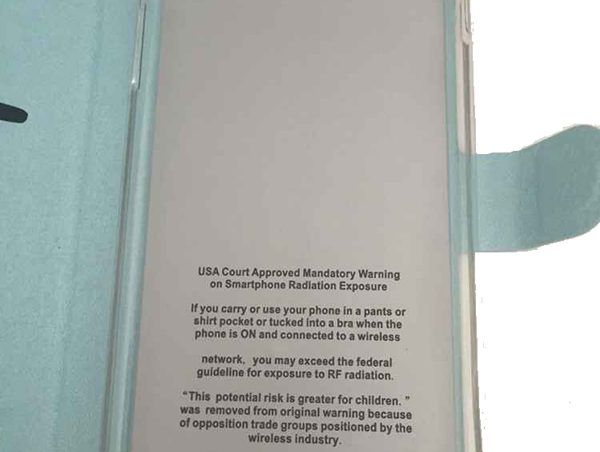 USA Court Approved Mandatory Warning
on Smartphone Radiation Exposure
If you carry or use your phone in a pants or
shirt pocket or tucked into a bra when the
phone is ON and connected to a wireless
network, you may exceed the federal
guideline for exposure to RF radiation.
"This potential risk is greater for children. "
was removed from original warning because
of opposition trade groups positioned by the
wireless industry.